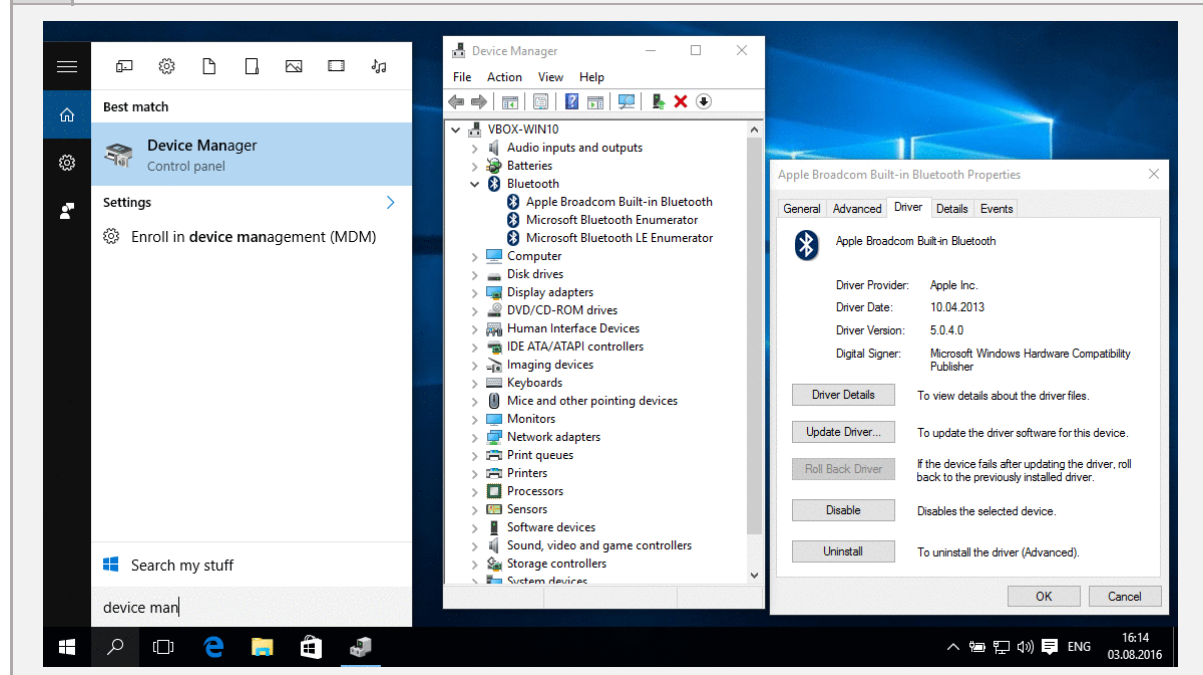 Best match
Device Manager
Control panel
Settings
Enroll in device management (MDM)
Search my stuff
device man
Device Manager
File Action View Help
VBOX-WIN10
Audio inputs and outputs
Batteries
Bluetooth
Apple Broadcom Built-in Bluetooth
Microsoft Bluetooth Enumerator
Microsoft Bluetooth LE Enumerator
Computer
Disk drives
Display adapters
DVD/CD-ROM drives
Human Interface Devices
IDE ATA/ATAPI controllers
Imaging devices
Keyboards
Mice and other pointing devices
Monitors
Network adapters
Print queues
Printers
Processors
Sensors
Software devices
Sound, video and game controllers
Storage controllers
System devices
Apple Broadcom Built-in Bluetooth Properties
General Advanced Driver Details Events
Apple Broadcom Built-in Bluetooth
Driver Provider: Apple Inc.
Driver Date: 10.04.2013
Driver Version: 5.0.4.0
Digital Signer: Microsoft Windows Hardware Compatibility
Publisher
Driver Details To view details about the driver files.
Update Driver... To update the driver software for this device.
Roll Back Driver If the device fails after updating the driver, roll
back to the previously installed driver.
Disable Disables the selected device.
Uninstall To uninstall the driver (Advanced).
OK Cancel
ENG 16:14
03.08.2016